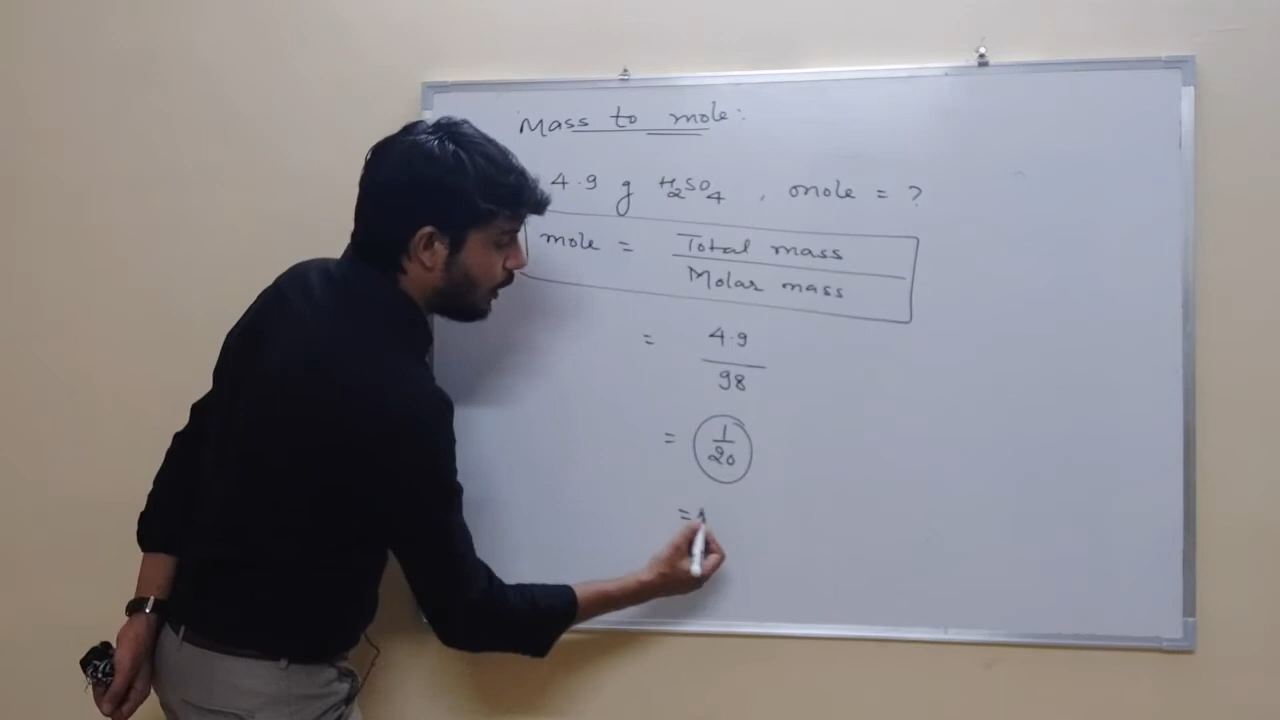 Mass to mole:
4.9 g H2SO4, mole = ?
mole = Total mass
Molar mass
= 4.9
98
= 1
20
=